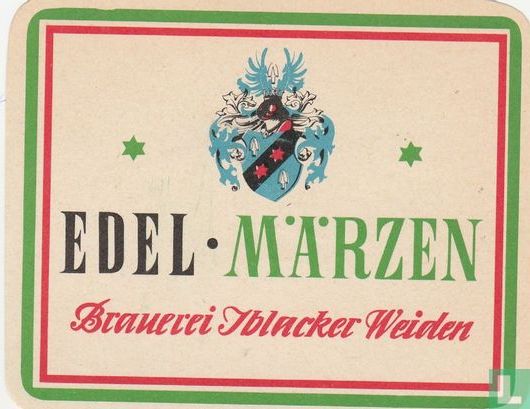 EDEL · MÄRZEN
Brauerei Iblacker Weiden